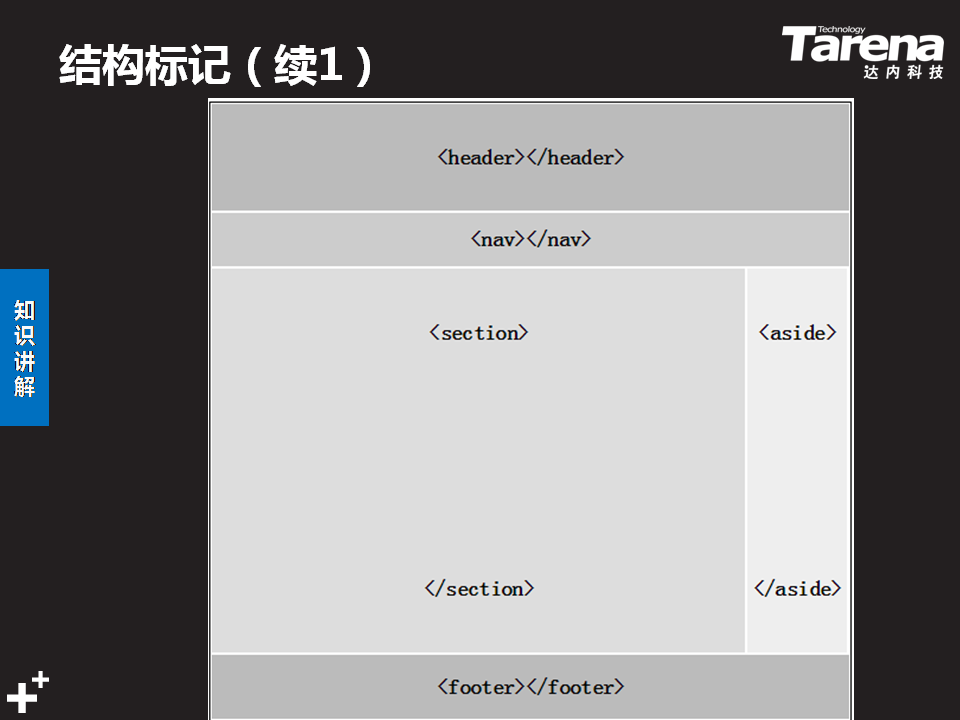 结构标记（续1）
Technology
Tarena
达内科技
<header></header>
<nav></nav>
知识讲解
<section>
<aside>
</section>
</aside>
<footer></footer>